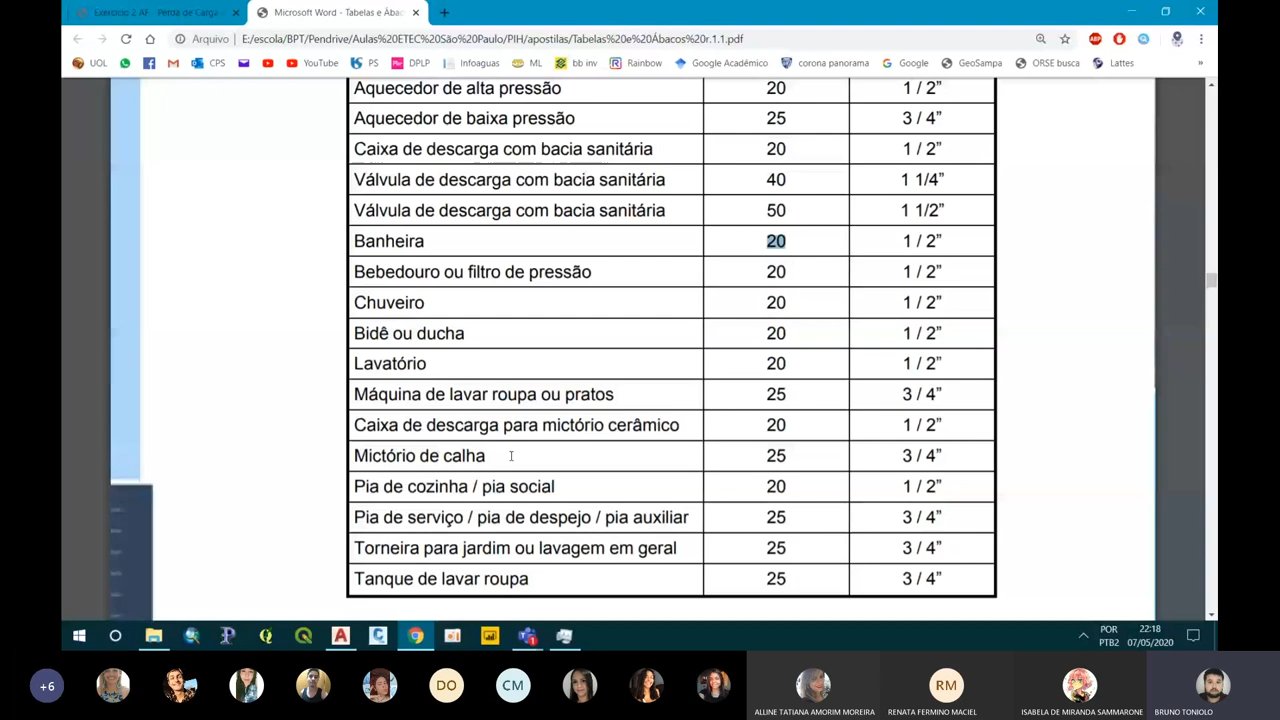 Exercício 2 AF - Perda de Carga
Microsoft Word - Tabelas e Ábac
Arquivo E:/escola/BPT/Pendrive/Aulas%20ETEC%20São%20Paulo/PIH/apostilas/Tabelas%20e%20Ábacos%20r.1.1.pdf
UOL CPS YouTube PS DPLP Infoaguas ML bb inv Rainbow Google Acadêmico corona panorama Google GeoSampa ORSE busca Lattes »
Aquecedor de alta pressão 20 1 / 2”
Aquecedor de baixa pressão 25 3 / 4”
Caixa de descarga com bacia sanitária 20 1 / 2”
Válvula de descarga com bacia sanitária 40 1 1/4”
Válvula de descarga com bacia sanitária 50 1 1/2”
Banheira 20 1 / 2”
Bebedouro ou filtro de pressão 20 1 / 2”
Chuveiro 20 1 / 2”
Bidê ou ducha 20 1 / 2”
Lavatório 20 1 / 2”
Máquina de lavar roupa ou pratos 25 3 / 4”
Caixa de descarga para mictório cerâmico 20 1 / 2”
Mictório de calha 25 3 / 4”
Pia de cozinha / pia social 20 1 / 2”
Pia de serviço / pia de despejo / pia auxiliar 25 3 / 4”
Torneira para jardim ou lavagem em geral 25 3 / 4”
Tanque de lavar roupa 25 3 / 4”
POR 22:18
PTB2 07/05/2020
+6 DO CM RM
ALLINE TATIANA AMORIM MOREIRA RENATA FERMINO MACIEL ISABELA DE MIRANDA SAMMARONE BRUNO TONIOLO